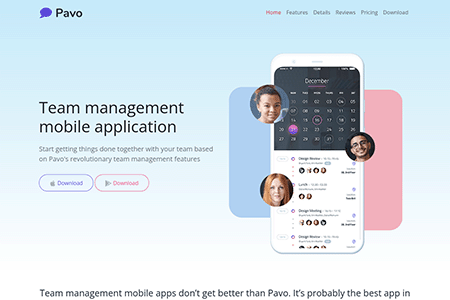 Pavo
Home Features Details Reviews Pricing Download
Team management
mobile application
Start getting things done together with your team based
on Pavo's revolutionary team management features
Download Download
December
Design Review
Lunch
Design Meeting
Design Review
Team management mobile apps don't get better than Pavo. It's probably the best app in